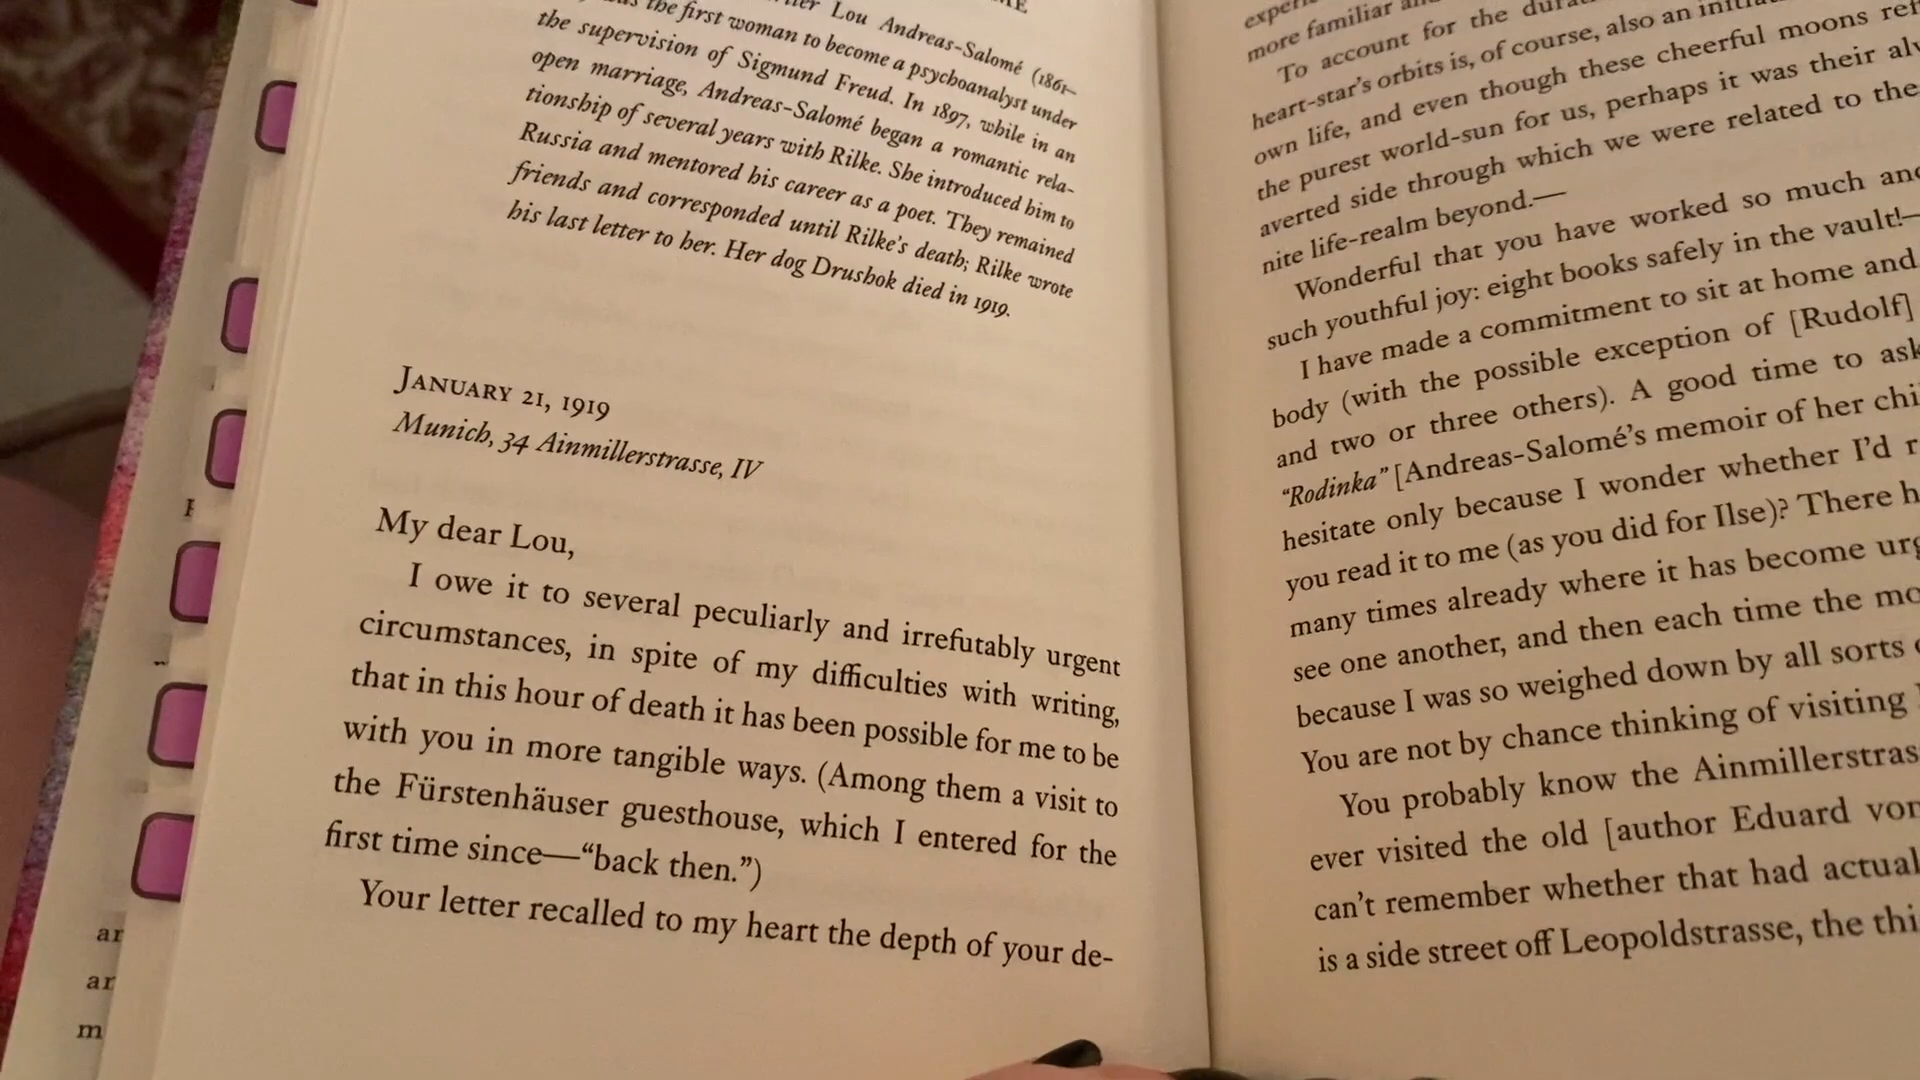 Lou Andreas-Salomé (1861–
the first woman to become a psychoanalyst under
the supervision of Sigmund Freud. In 1897, while in an
open marriage, Andreas-Salomé began a romantic rela-
tionship of several years with Rilke. She introduced him to
Russia and mentored his career as a poet. They remained
friends and corresponded until Rilke's death; Rilke wrote
his last letter to her. Her dog Drushok died in 1919.
JANUARY 21, 1919
Munich, 34 Ainmillerstrasse, IV
My dear Lou,
I owe it to several peculiarly and irrefutably urgent
circumstances, in spite of my difficulties with writing,
that in this hour of death it has been possible for me to be
with you in more tangible ways. (Among them a visit to
the Fürstenhäuser guesthouse, which I entered for the
first time since—“back then.”)
Your letter recalled to my heart the depth of your de-
more familiar
To account for the
heart-star's orbits is, of course, also an
own life, and even though these cheerful moons
the purest world-sun for us, perhaps it was their
averted side through which we were related to the
nite life-realm beyond.—
Wonderful that you have worked so much
such youthful joy: eight books safely in the vault!—
I have made a commitment to sit at home and
body (with the possible exception of [Rudolf]
and two or three others). A good time to
“Rodinka” [Andreas-Salomé's memoir of her
hesitate only because I wonder whether I'd
you read it to me (as you did for Ilse)? There
many times already where it has become
see one another, and then each time the
because I was so weighed down by all sorts
You are not by chance thinking of visiting
You probably know the
ever visited the old [author Eduard
can't remember whether that had
is a side street off Leopoldstrasse, the
ar
ar
m